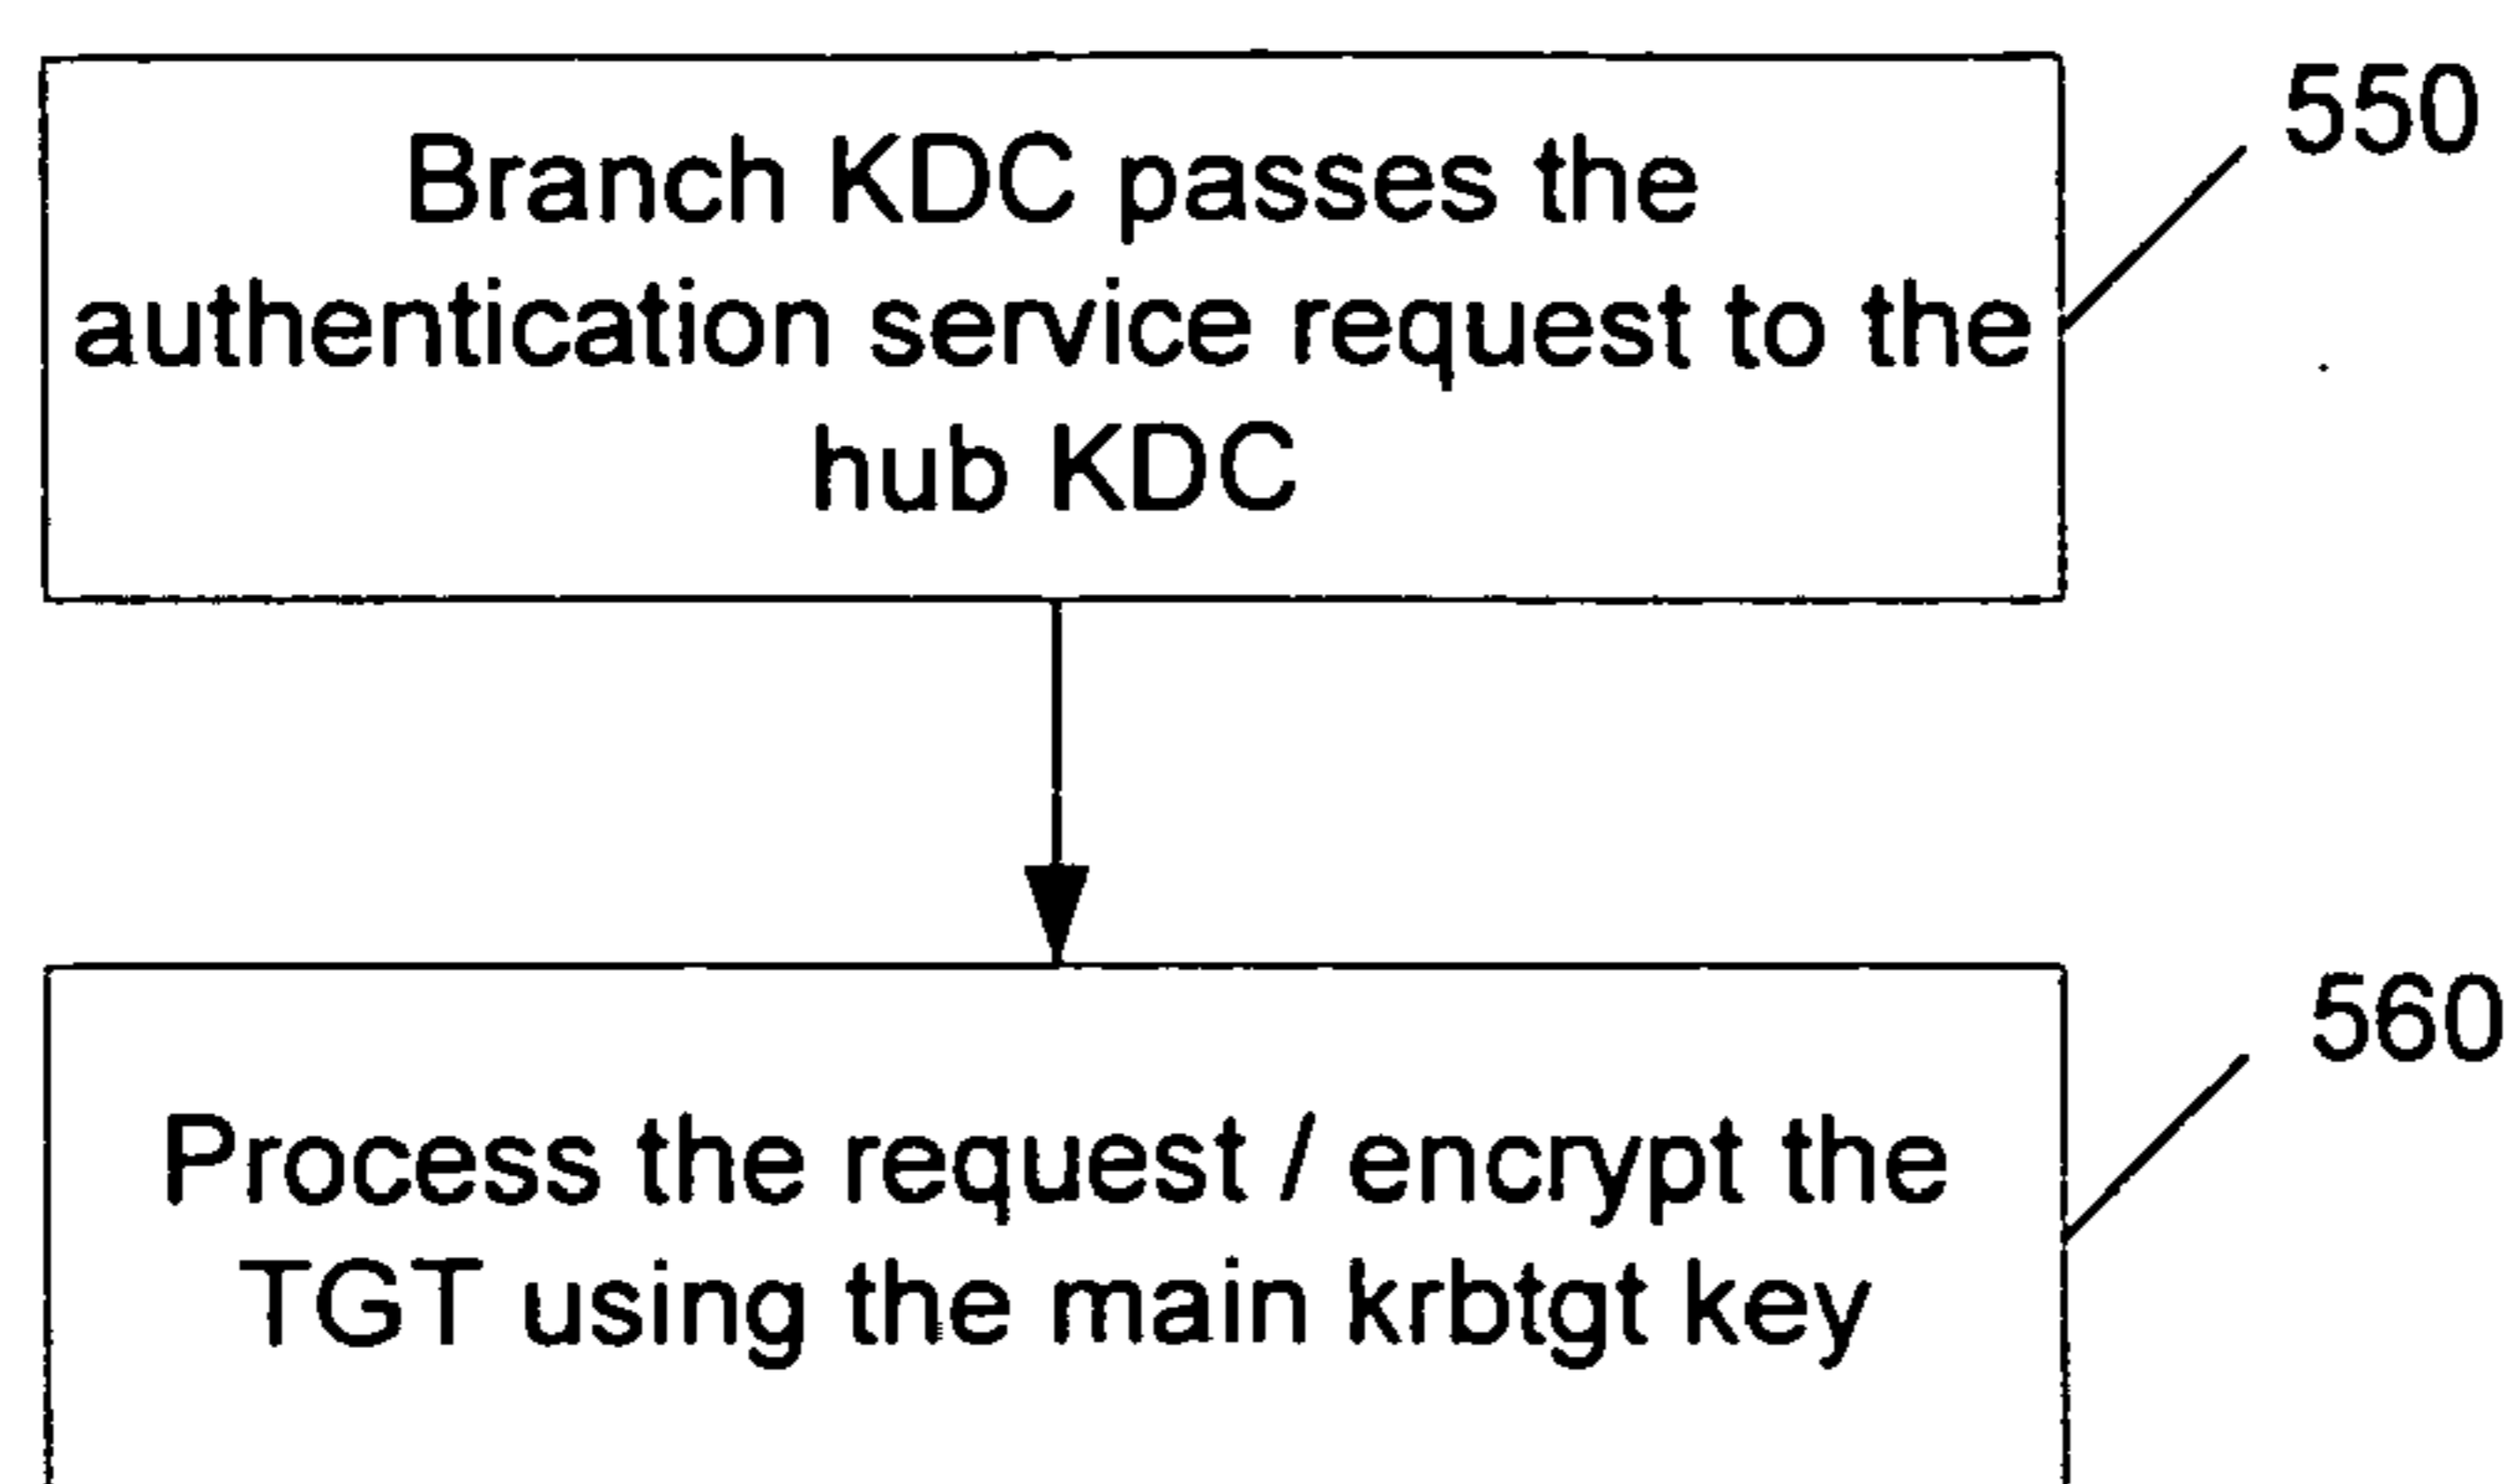 550
Branch KDC passes the
authentication service request to the
hub KDC
560
Process the request / encrypt the
TGT using the main krbtgt key